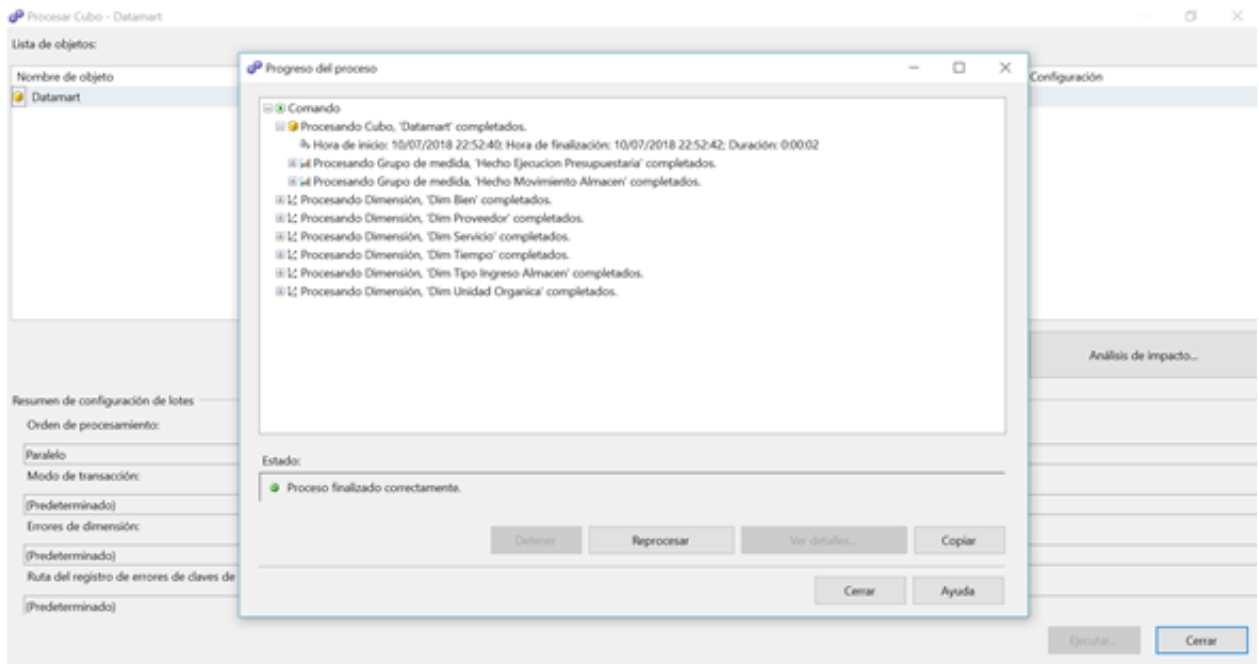 Procesar Cubo - Datamart
Lista de objetos:
Nombre de objeto
Configuración
Datamart
Progreso del proceso
Comando
Procesando Cubo, 'Datamart' completados.
Hora de inicio: 10/07/2018 22:52:40; Hora de finalización: 10/07/2018 22:52:42; Duración: 0:00:02
Procesando Grupo de medida, 'Hecho Ejecucion Presupuestaria' completados.
Procesando Grupo de medida, 'Hecho Movimiento Almacen' completados.
Procesando Dimensión, 'Dim Bien' completados.
Procesando Dimensión, 'Dim Proveedor' completados.
Procesando Dimensión, 'Dim Servicio' completados.
Procesando Dimensión, 'Dim Tiempo' completados.
Procesando Dimensión, 'Dim Tipo Ingreso Almacen' completados.
Procesando Dimensión, 'Dim Unidad Organica' completados.
Estado:
Proceso finalizado correctamente.
Detener
Reprocesar
Ver detalles...
Copiar
Cerrar
Ayuda
Análisis de impacto...
Resumen de configuración de lotes
Orden de procesamiento:
Paralelo
Modo de transacción:
(Predeterminado)
Errores de dimensión:
(Predeterminado)
Ruta del registro de errores de claves de
(Predeterminado)
Ejecutar...
Cerrar